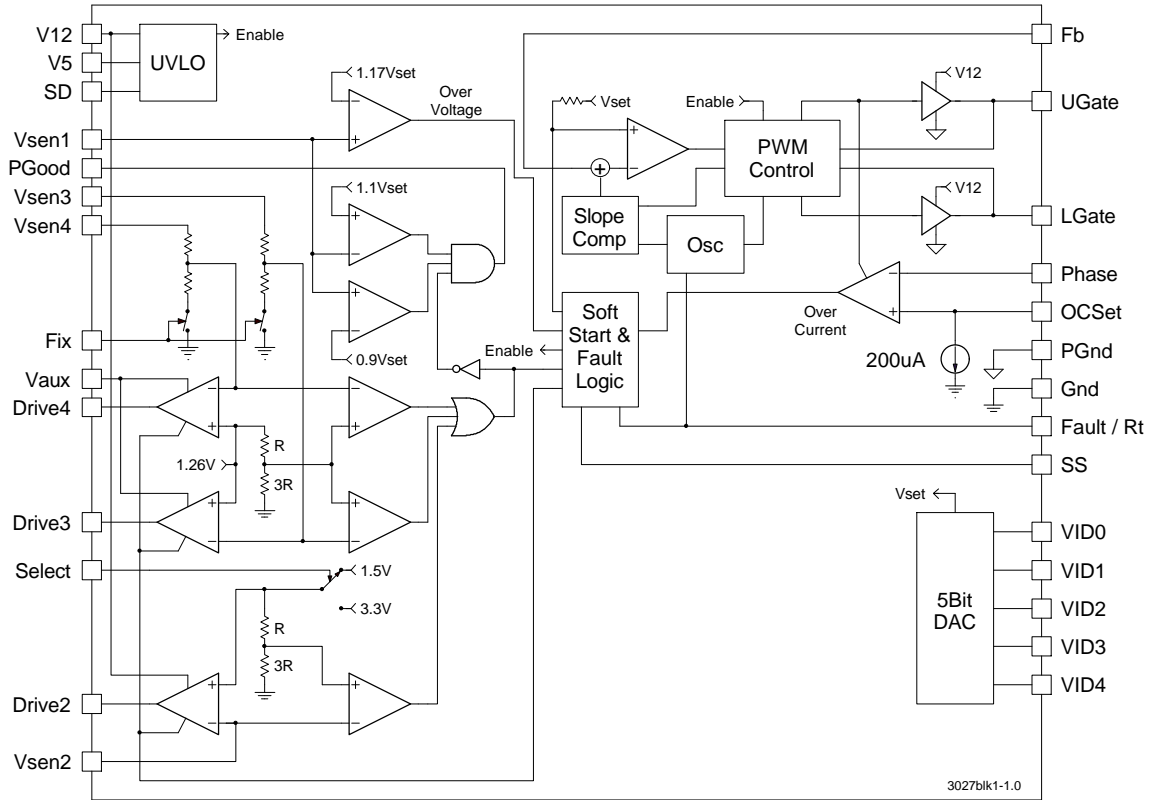 V12
V5
SD
Vsen1
PGood
Vsen3
Vsen4
Fix
Vaux
Drive4
Drive3
Select
Drive2
Vsen2
UVLO
Enable
1.17Vset
Over
Voltage
1.1Vset
0.9Vset
Enable
R
1.26V
3R
1.5V
3.3V
R
3R
Vset
Enable
PWM
Control
V12
V12
Slope
Comp
Osc
Soft
Start &
Fault
Logic
Over
Current
200uA
Vset
5Bit
DAC
Fb
UGate
LGate
Phase
OCSet
PGnd
Gnd
Fault / Rt
SS
VID0
VID1
VID2
VID3
VID4
3027blk1-1.0